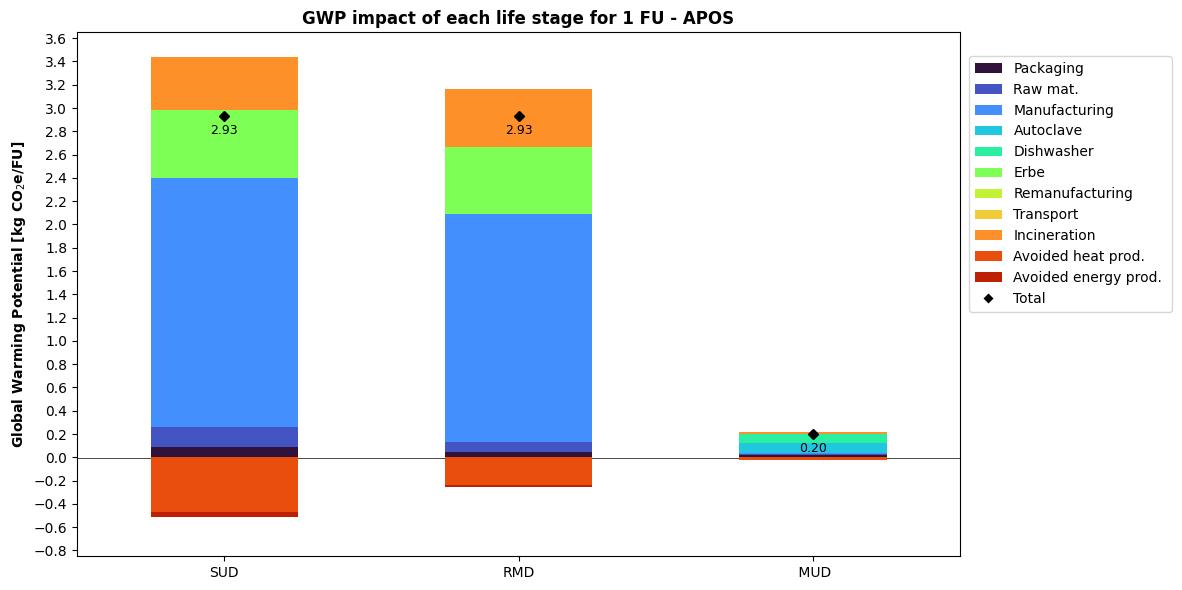 GWP impact of each life stage for 1 FU - APOS
Global Warming Potential [kg CO₂e/FU]
3.6
3.4
3.2
3.0
2.8
2.6
2.4
2.2
2.0
1.8
1.6
1.4
1.2
1.0
0.8
0.6
0.4
0.2
0.0
−0.2
−0.4
−0.6
−0.8
2.93
2.93
0.20
SUD
RMD
MUD
Packaging
Raw mat.
Manufacturing
Autoclave
Dishwasher
Erbe
Remanufacturing
Transport
Incineration
Avoided heat prod.
Avoided energy prod.
Total